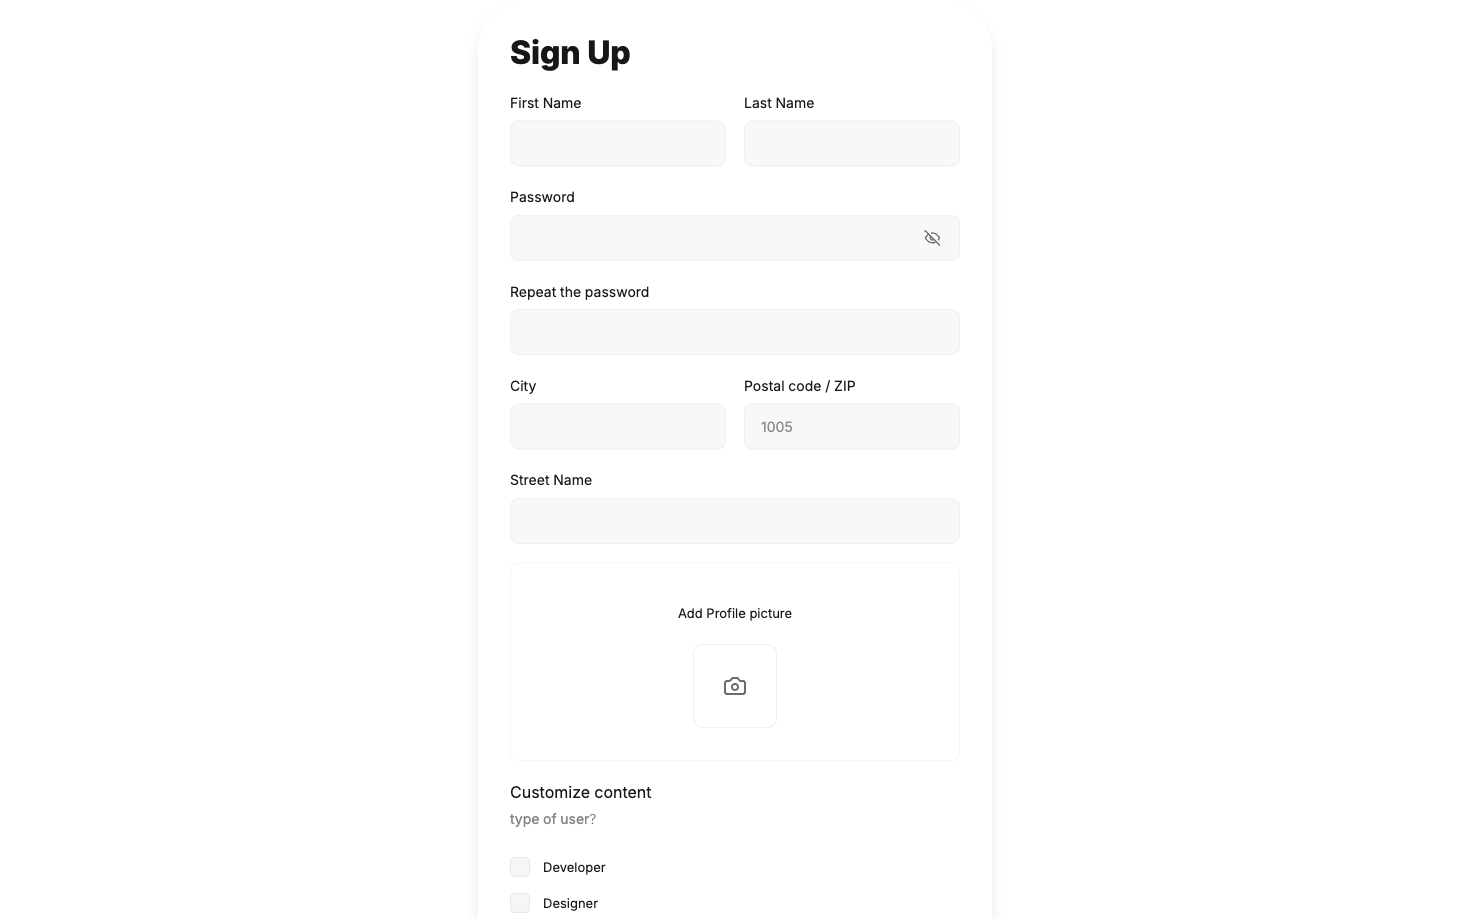 Sign Up
First Name
Last Name
Password
Repeat the password
City
Postal code / ZIP
1005
Street Name
Add Profile picture
Customize content
type of user?
Developer
Designer